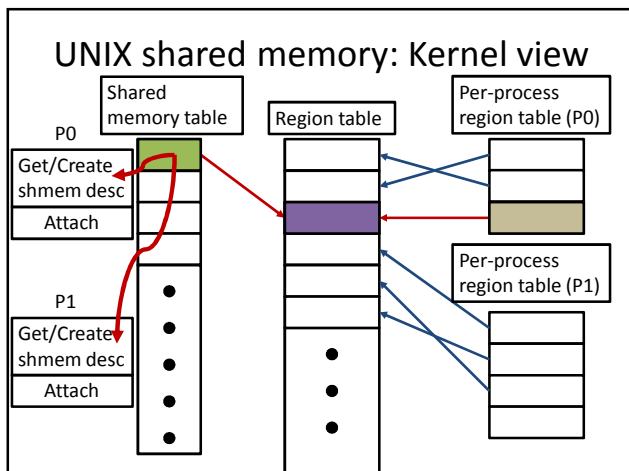 UNIX shared memory: Kernel view
Shared
memory table
Region table
Per-process
region table (P0)
P0
Get/Create
shmem desc
Attach
Per-process
region table (P1)
P1
Get/Create
shmem desc
Attach